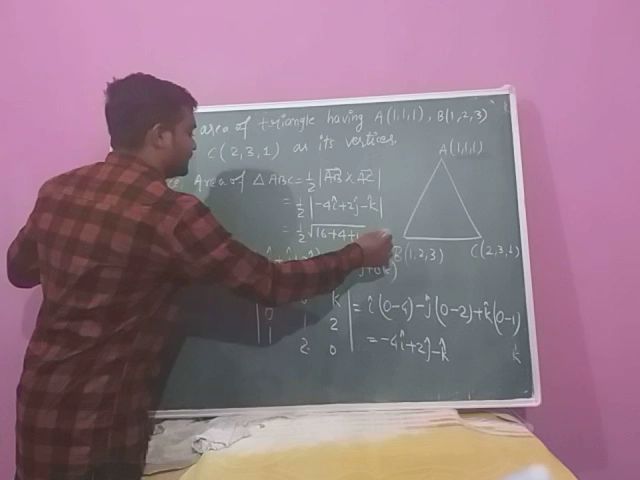 area of triangle having A(1,1,1), B(1,2,3)
C(2,3,1) as its vertices
A(1,1,1)
Area of △ABC = 1/2 |AB × AC|
= 1/2 |-4î+2ĵ-k̂|
= 1/2 √16+4+1
B(1,2,3) C(2,3,1)
k = î(0-4)-ĵ(0-2)+k̂(0-1)
0 1 2
1 2 0 = -4î+2ĵ-k̂
k